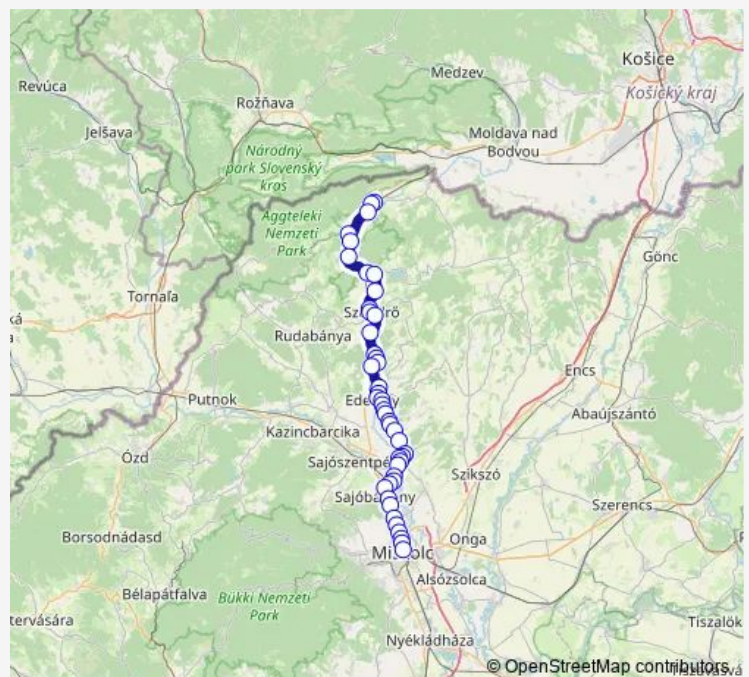 Košice
Medzev
Revúca
Košický kraj
Rožňava
Jelšava
Moldava nad
Bodvou
Národný
park Slovenský
kras
Aggteleki
Nemzeti
Park
Gönc
Tornaľa
Rudabánya
Encs
Putnok
Abaújszántó
Kazincbarcika
Ózd
Szikszó
Szerencs
Borsodnádasd
Onga
Alsózsolca
Bélapátfalva
Bükki Nemzeti
Park
Tiszalök
Nyékládháza
© OpenStreetMap contributors